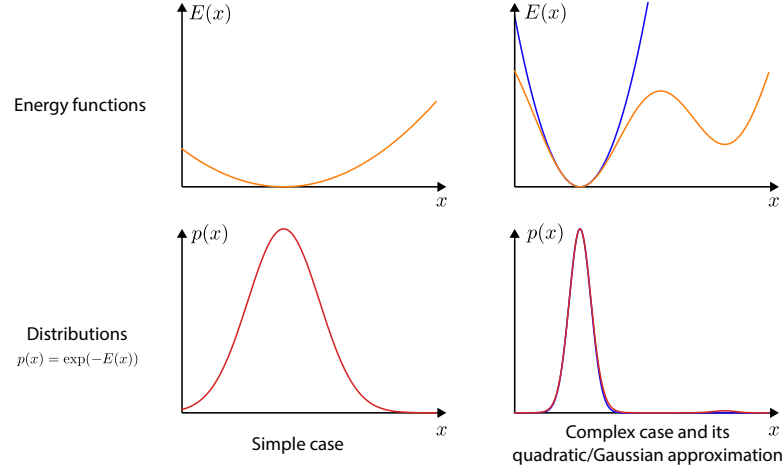 E(x)
E(x)
Energy functions
x
x
p(x)
p(x)
Distributions
p(x) = exp(−E(x))
x
x
Simple case
Complex case and its
quadratic/Gaussian approximation